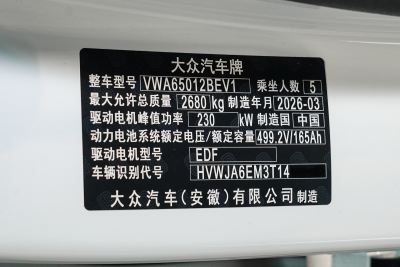 大众汽车牌
整车型号 VWA65012BEV1 乘坐人数 5
最大允许总质量 2680 kg 制造年月 2026-03
驱动电机峰值功率 230 kW 制造国 中国
动力电池系统额定电压/额定容量 499.2V/165Ah
驱动电机型号 EDF
车辆识别代号 HVWJA6EM3T14
大众汽车(安徽)有限公司 制造